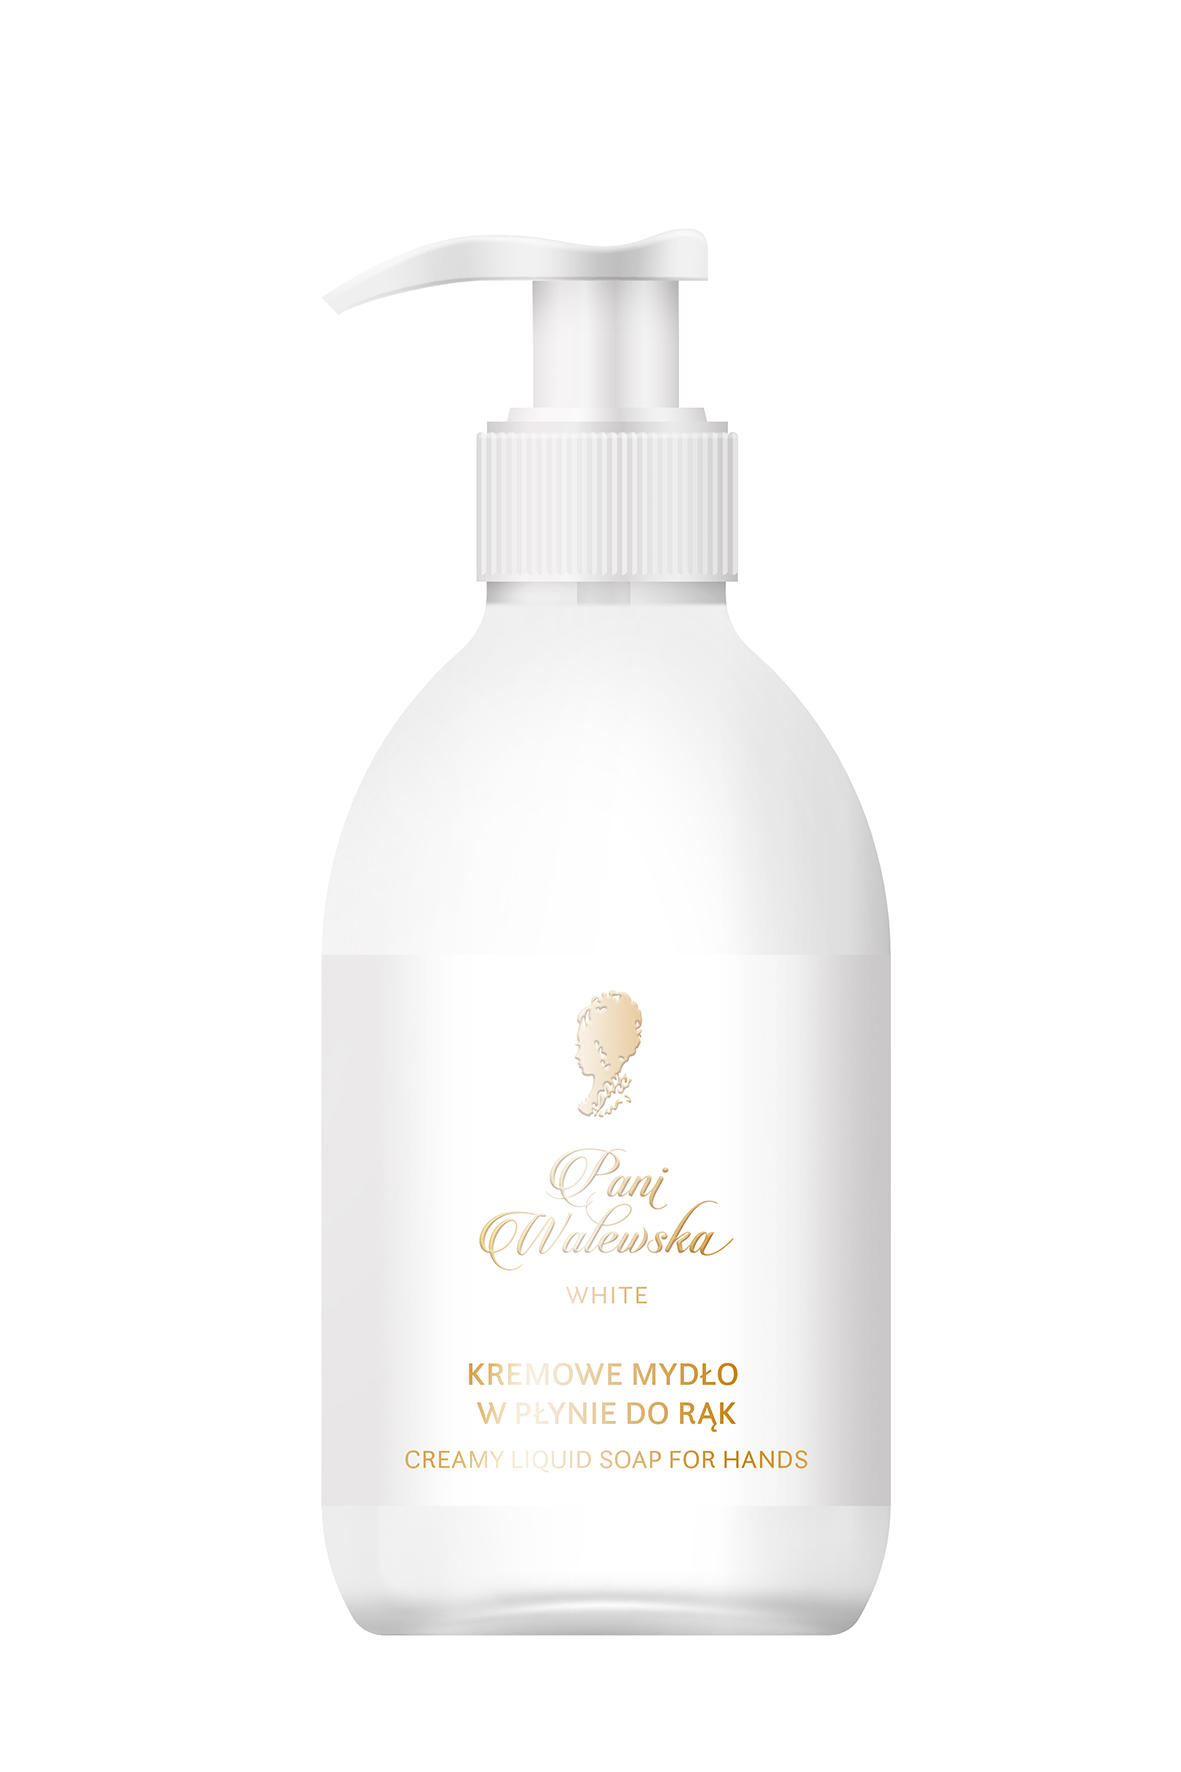 Pani
Walewska
WHITE
KREMOWE MYDŁO
W PŁYNIE DO RĄK
CREAMY LIQUID SOAP FOR HANDS